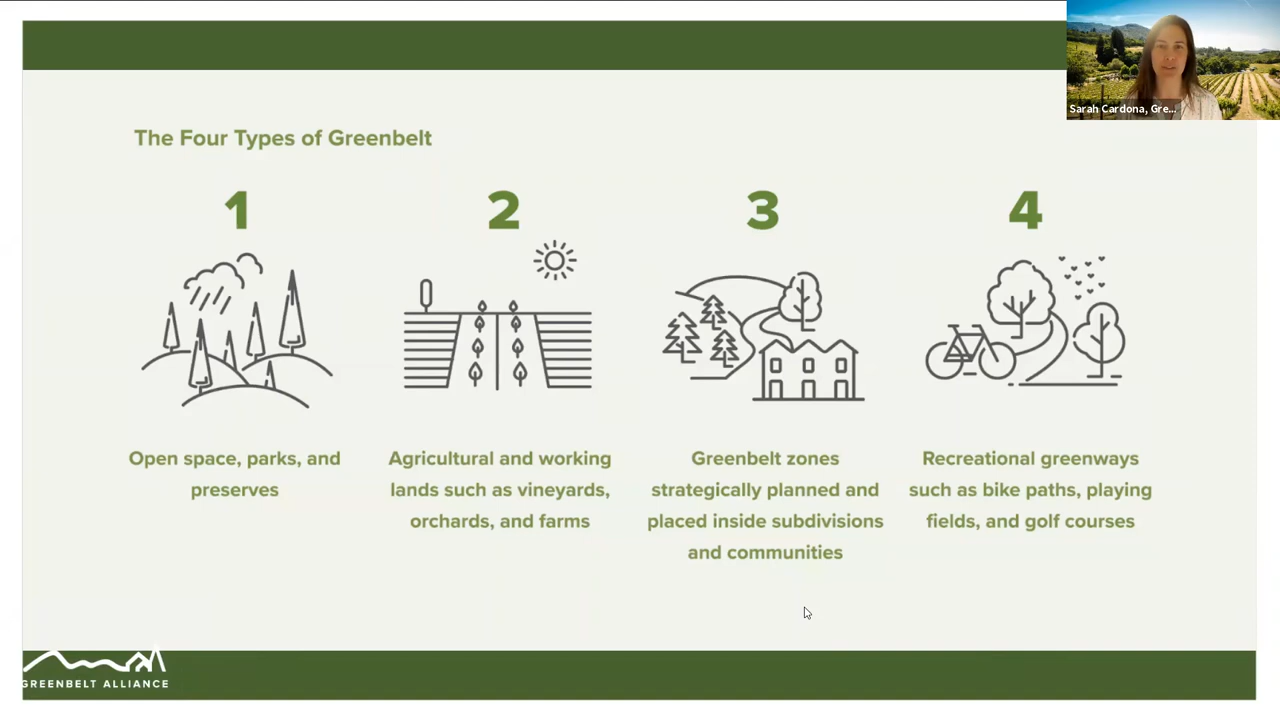 Sarah Cardona, Gre...
The Four Types of Greenbelt
1
2
3
4
Open space, parks, and
preserves
Agricultural and working
lands such as vineyards,
orchards, and farms
Greenbelt zones
strategically planned and
placed inside subdivisions
and communities
Recreational greenways
such as bike paths, playing
fields, and golf courses
GREENBELT ALLIANCE